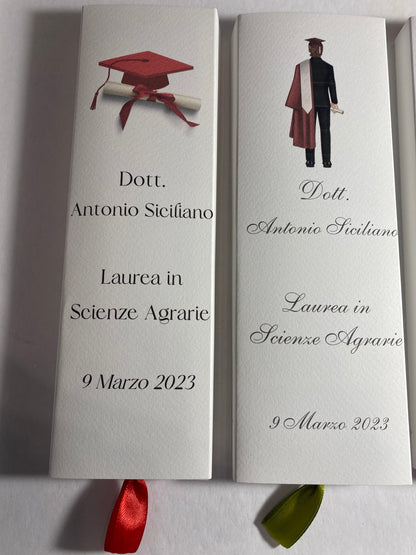 Dott.
Antonio Siciliano
Laurea in
Scienze Agrarie
9 Marzo 2023
Dott.
Antonio Siciliano
Laurea in
Scienze Agrarie
9 Marzo 2023